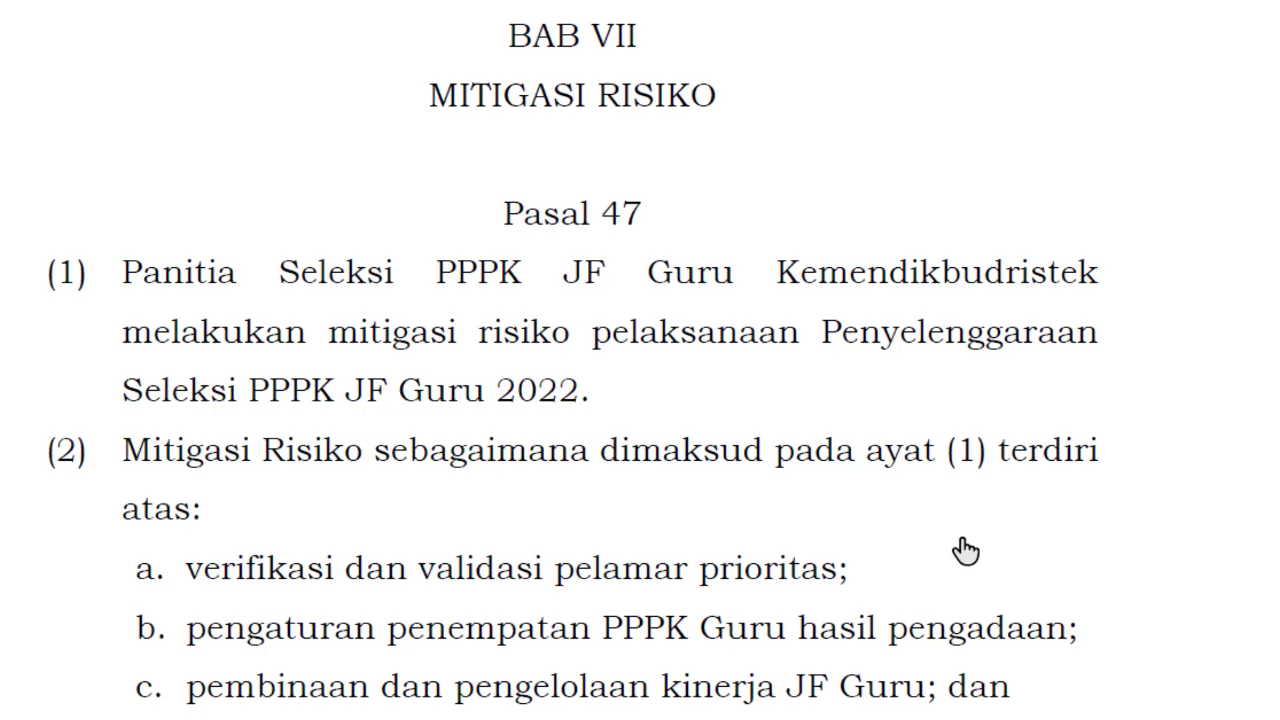 BAB VII
MITIGASI RISIKO
Pasal 47
(1) Panitia Seleksi PPPK JF Guru Kemendikbudristek
melakukan mitigasi risiko pelaksanaan Penyelenggaraan
Seleksi PPPK JF Guru 2022.
(2) Mitigasi Risiko sebagaimana dimaksud pada ayat (1) terdiri
atas:
a. verifikasi dan validasi pelamar prioritas;
b. pengaturan penempatan PPPK Guru hasil pengadaan;
c. pembinaan dan pengelolaan kinerja JF Guru; dan